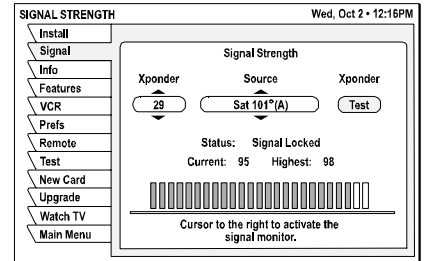 SIGNAL STRENGTH
Wed, Oct 2 • 12:16PM
Install
Signal
Info
Features
VCR
Prefs
Remote
Test
New Card
Upgrade
Watch TV
Main Menu
Signal Strength
Xponder Source Xponder
29 Sat 101°(A) Test
Status: Signal Locked
Current: 95 Highest: 98
Cursor to the right to activate the
signal monitor.